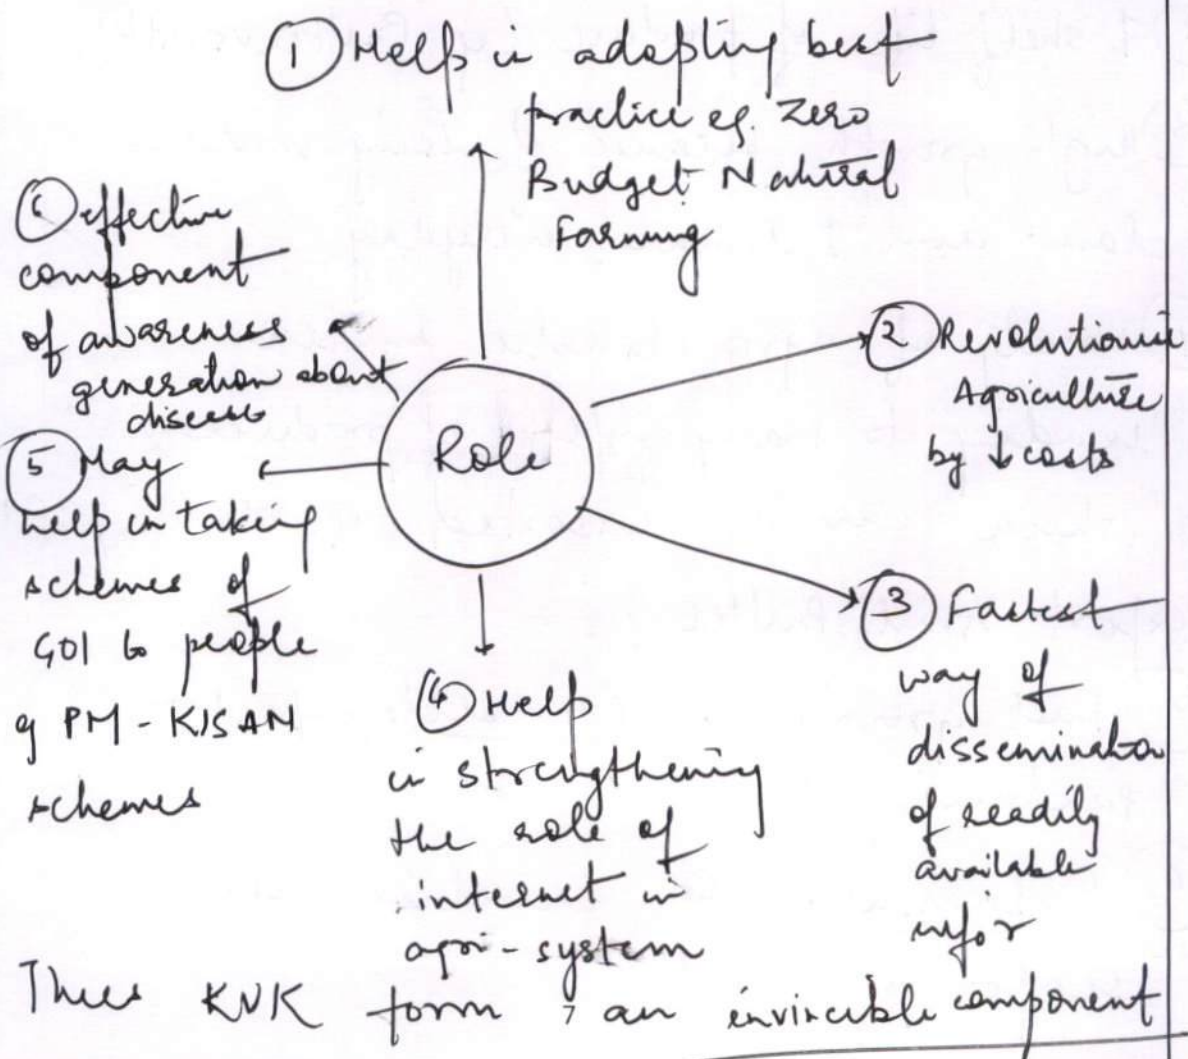 ① Help in adopting best
practice eg. Zero
Budget Natural
Farming
② Revolutionise
Agriculture
by ↓ costs
③ Fastest
way of
dissemination
of readily
available
infor
④ Help
in strengthening
the role of
internet in
agri-system
⑤ May
help in taking
schemes of
GOI to people
eg PM-KISAN
schemes
⑥ effective
component
of awareness
generation about
Role
Thus KVK form an invincible component